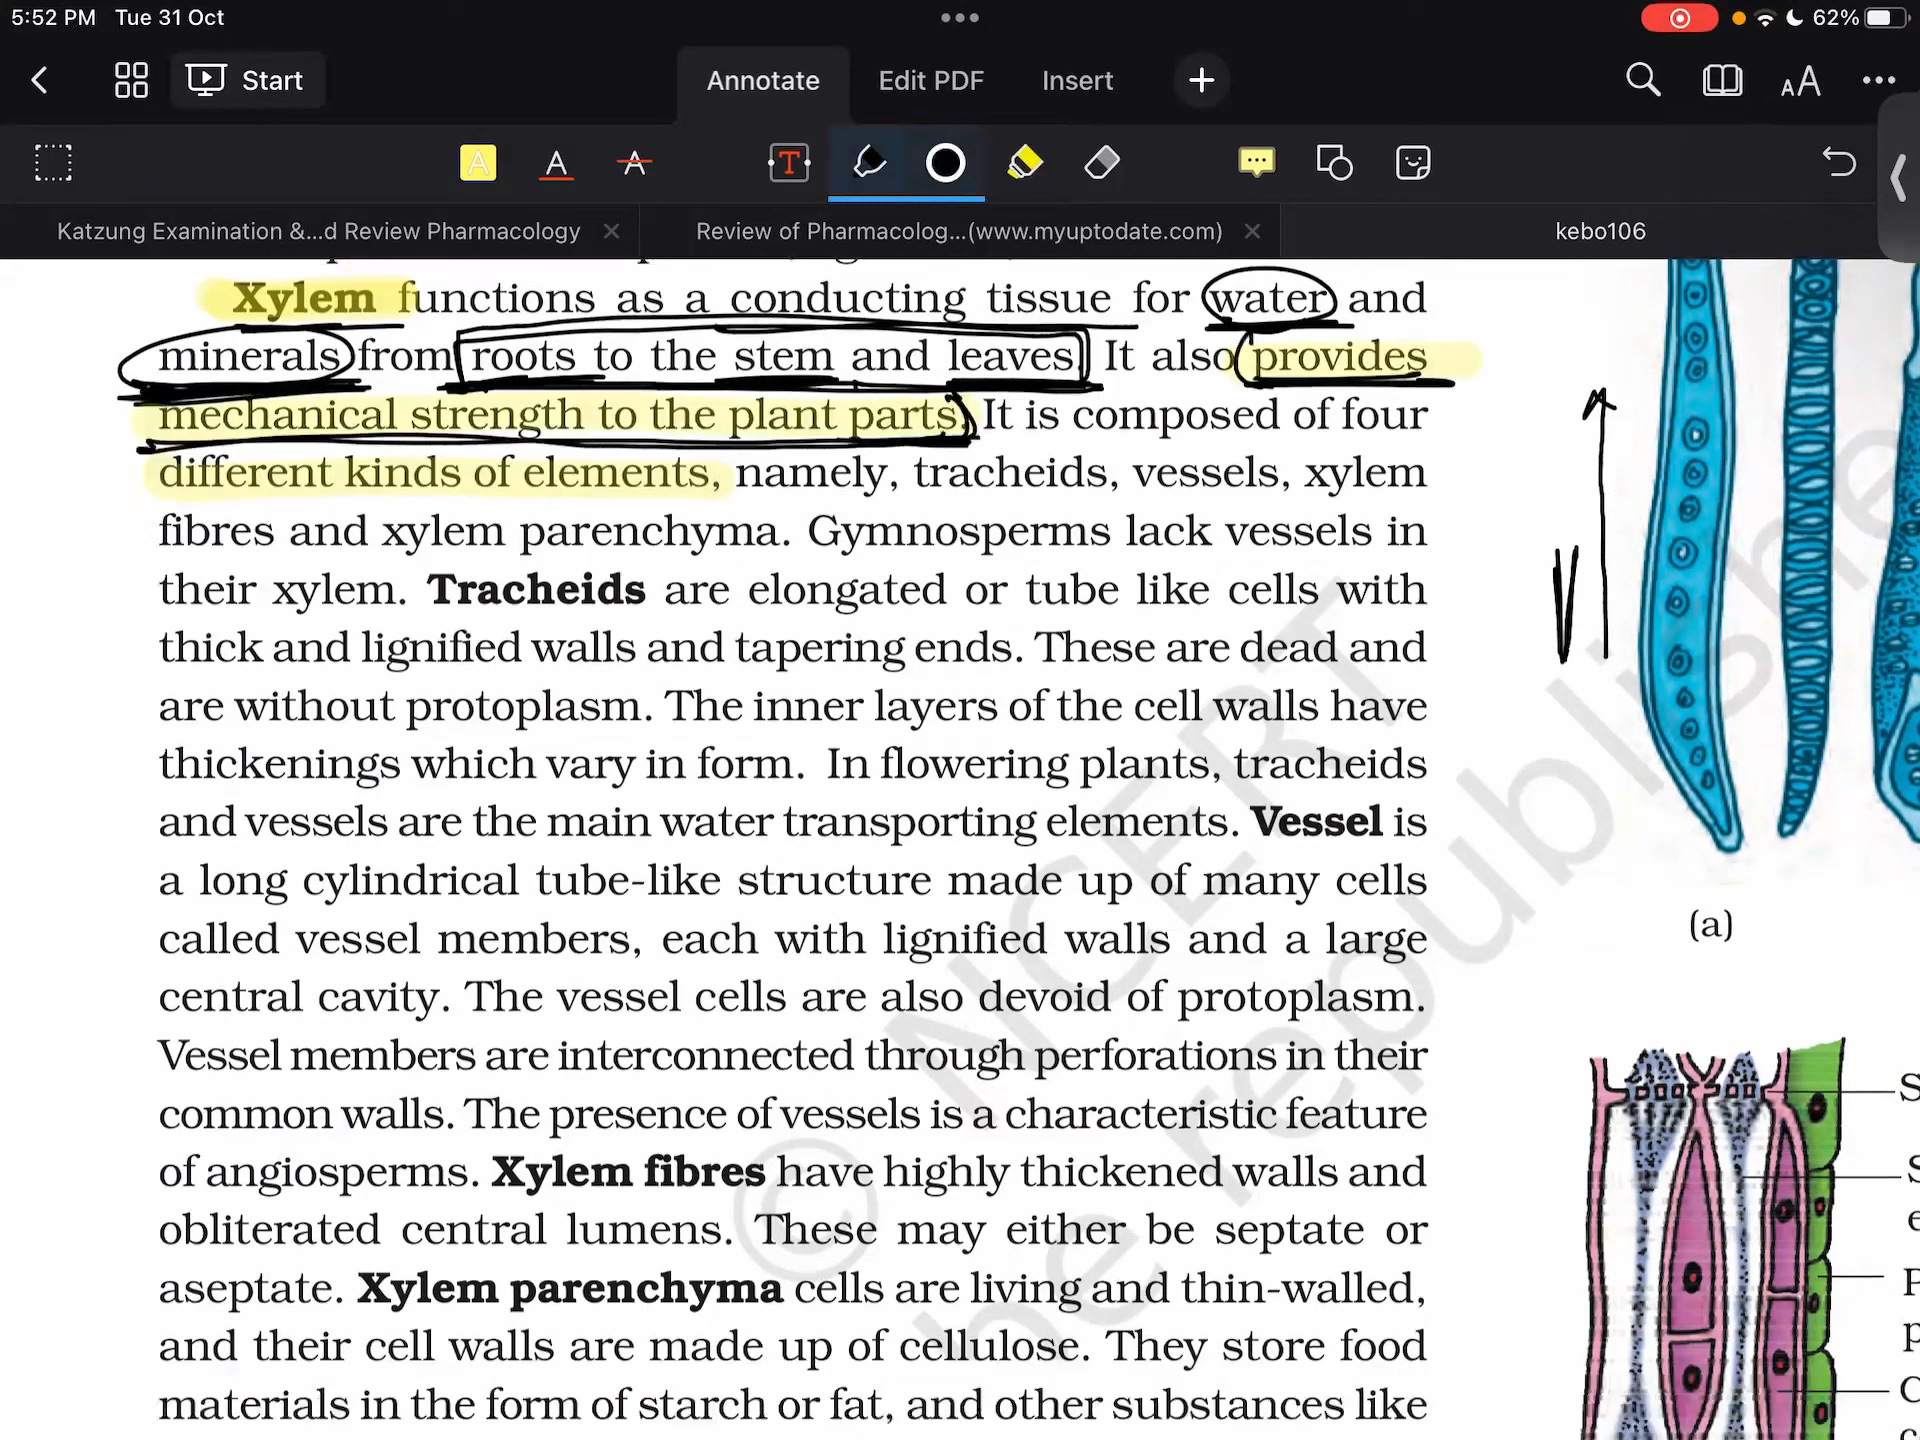 5:52 PM Tue 31 Oct
62%
Start
Annotate
Edit PDF
Insert
AA
A A A T
Katzung Examination &...d Review Pharmacology
Review of Pharmacolog...(www.myuptodate.com)
kebo106
Xylem functions as a conducting tissue for water and
minerals from roots to the stem and leaves. It also provides
mechanical strength to the plant parts. It is composed of four
different kinds of elements, namely, tracheids, vessels, xylem
fibres and xylem parenchyma. Gymnosperms lack vessels in
their xylem. Tracheids are elongated or tube like cells with
thick and lignified walls and tapering ends. These are dead and
are without protoplasm. The inner layers of the cell walls have
thickenings which vary in form. In flowering plants, tracheids
and vessels are the main water transporting elements. Vessel is
a long cylindrical tube-like structure made up of many cells
called vessel members, each with lignified walls and a large
central cavity. The vessel cells are also devoid of protoplasm.
Vessel members are interconnected through perforations in their
common walls. The presence of vessels is a characteristic feature
of angiosperms. Xylem fibres have highly thickened walls and
obliterated central lumens. These may either be septate or
aseptate. Xylem parenchyma cells are living and thin-walled,
and their cell walls are made up of cellulose. They store food
materials in the form of starch or fat, and other substances like
(a)
© NCERT
he republishe